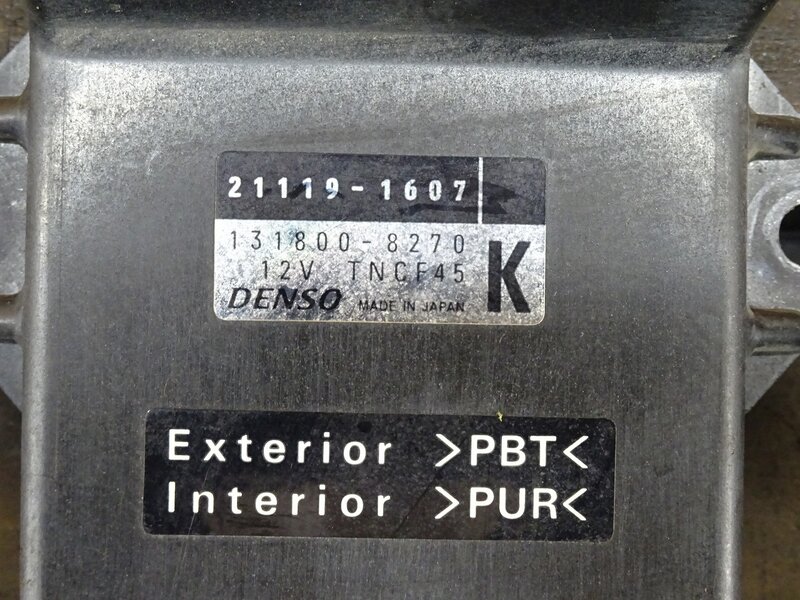 21119-1607
131800-8270
12V TNCF45 K
DENSO MADE IN JAPAN
Exterior >PBT<
Interior >PUR<